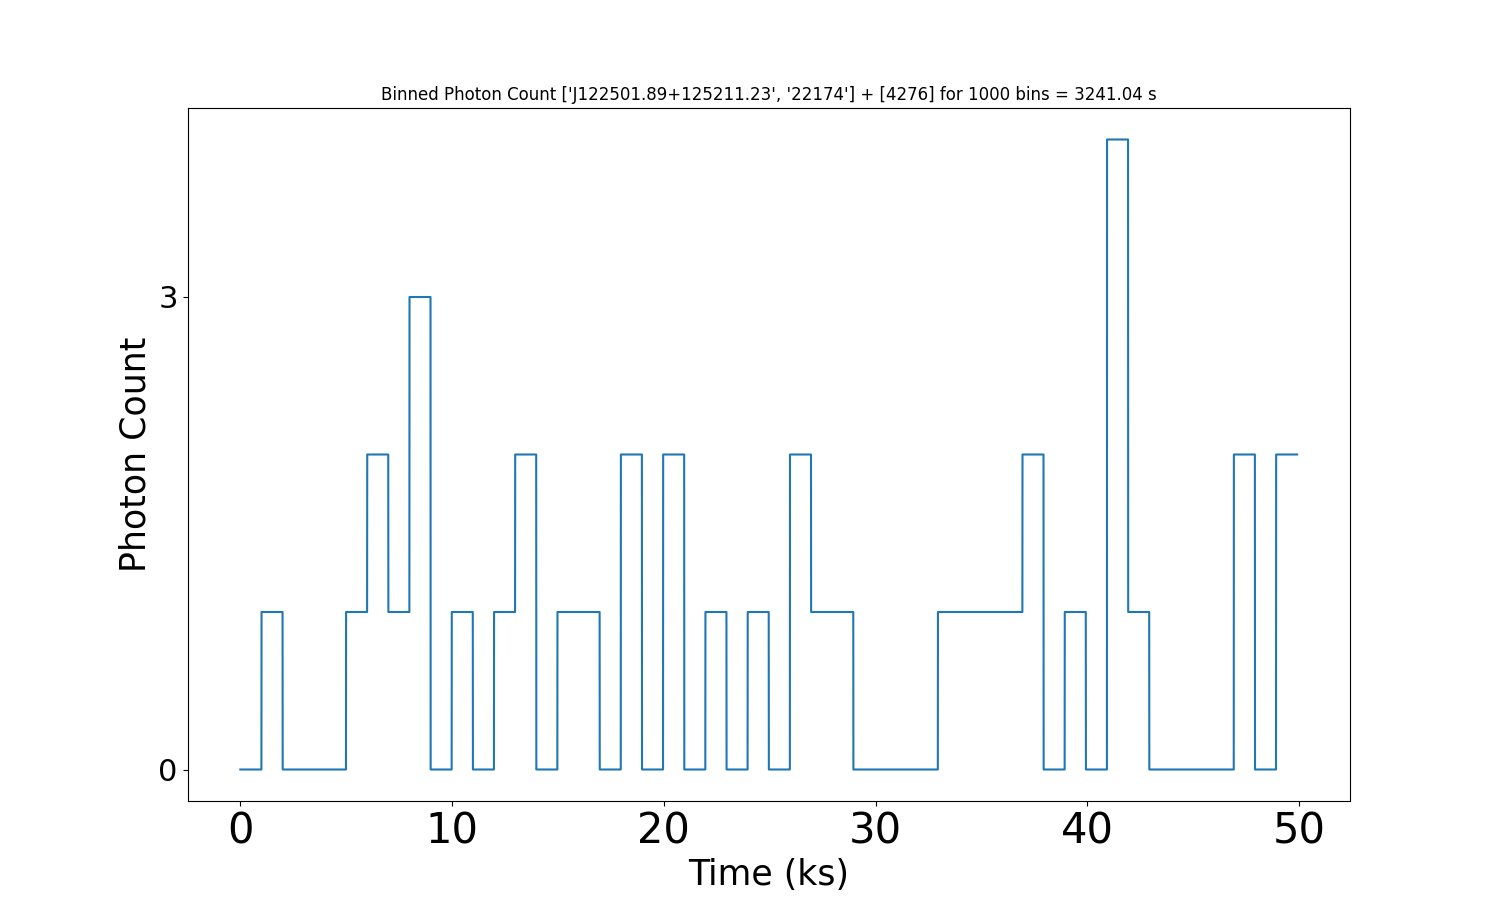 Binned Photon Count ['J122501.89+125211.23', '22174'] + [4276] for 1000 bins = 3241.04 s
3
Photon Count
0
0 10 20 30 40 50
Time (ks)